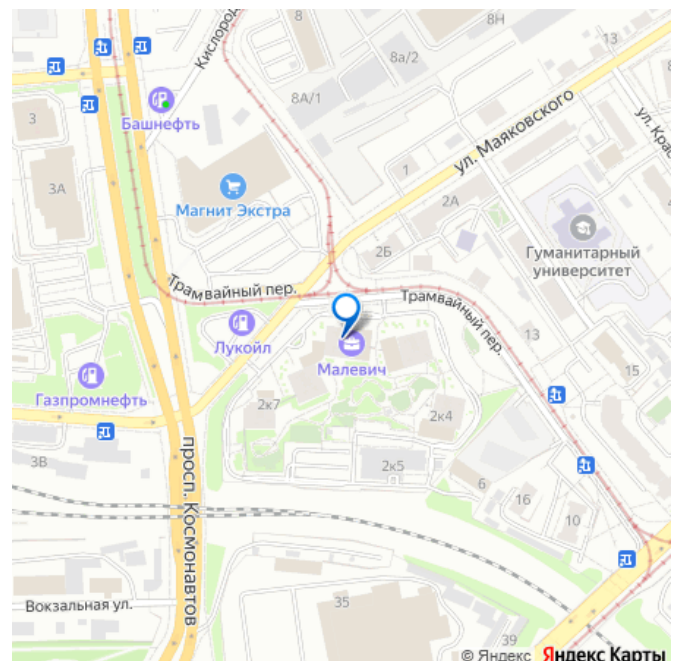 8
8Н
13
8а/2
Кислород
8А/1
ул. Маяковского
Башнефть
3
ул. Крас
1
3А
Магнит Экстра
2А
2Б
Гуманитарный
университет
Трамвайный пер.
Трамвайный пер.
Лукойл
13
Малевич
15
Газпромнефть
2к7
2к4
просп. Космонавтов
3В
2к5
6
16
10
Вокзальная ул.
35
39
© Яндекс Яндекс Карты